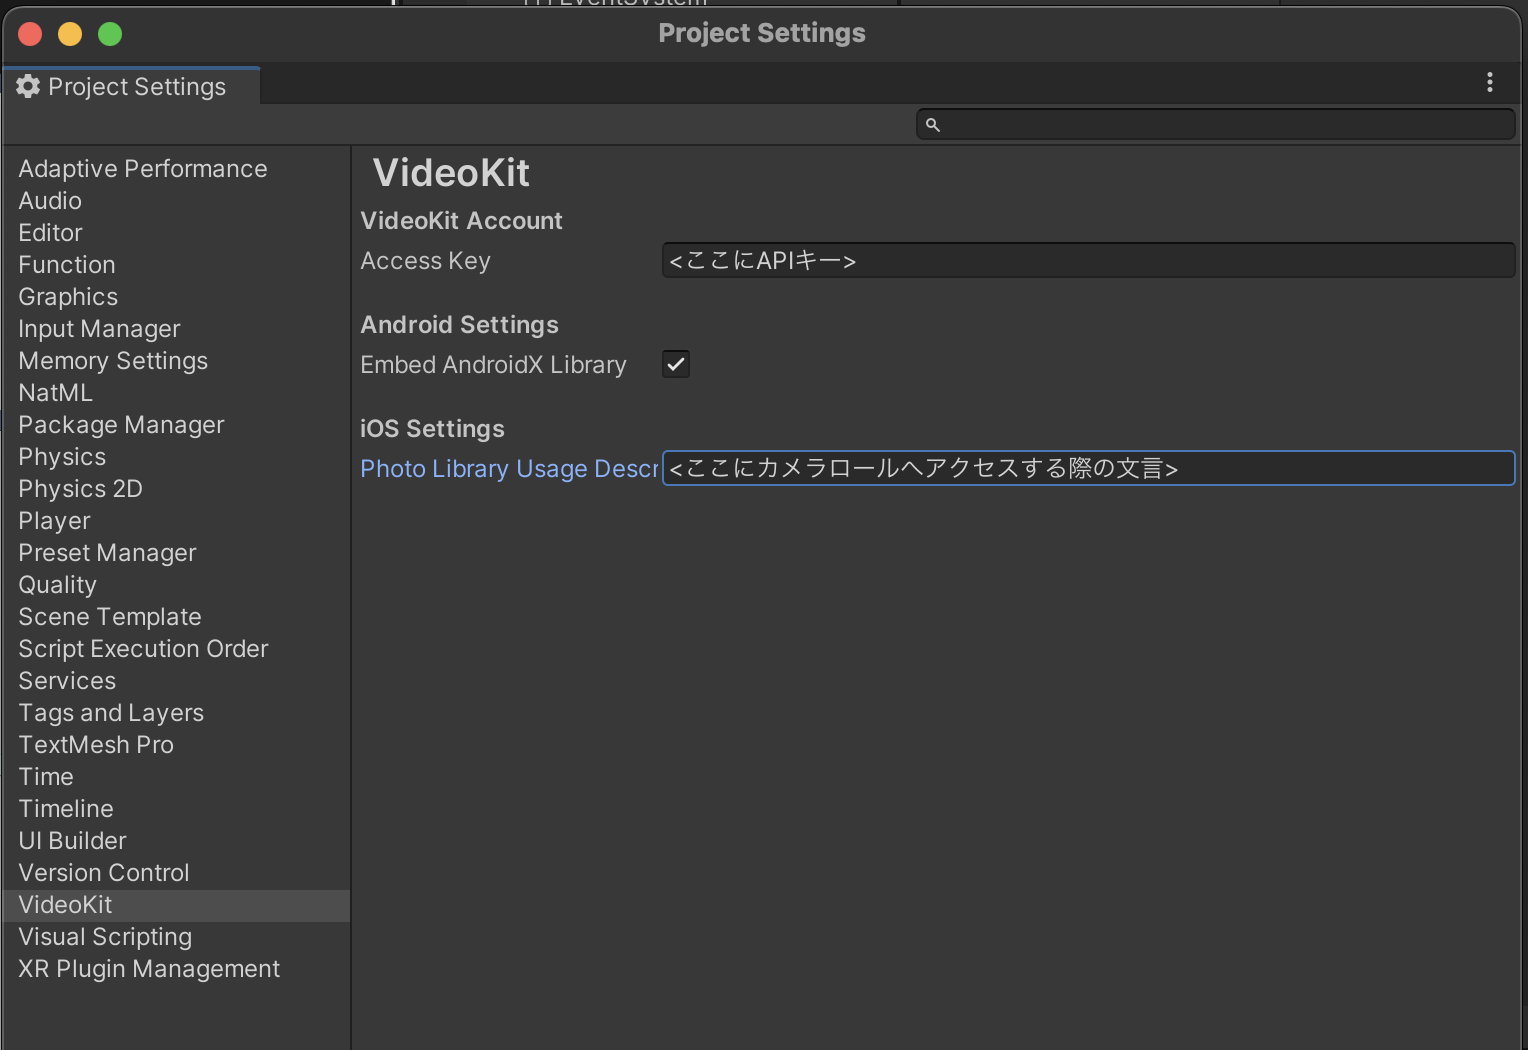 Project Settings
Project Settings
Adaptive Performance
Audio
Editor
Function
Graphics
Input Manager
Memory Settings
NatML
Package Manager
Physics
Physics 2D
Player
Preset Manager
Quality
Scene Template
Script Execution Order
Services
Tags and Layers
TextMesh Pro
Time
Timeline
UI Builder
Version Control
VideoKit
Visual Scripting
XR Plugin Management
VideoKit
VideoKit Account
Access Key <ここにAPIキー>
Android Settings
Embed AndroidX Library
iOS Settings
Photo Library Usage Descr <ここにカメラロールへアクセスする際の文言>